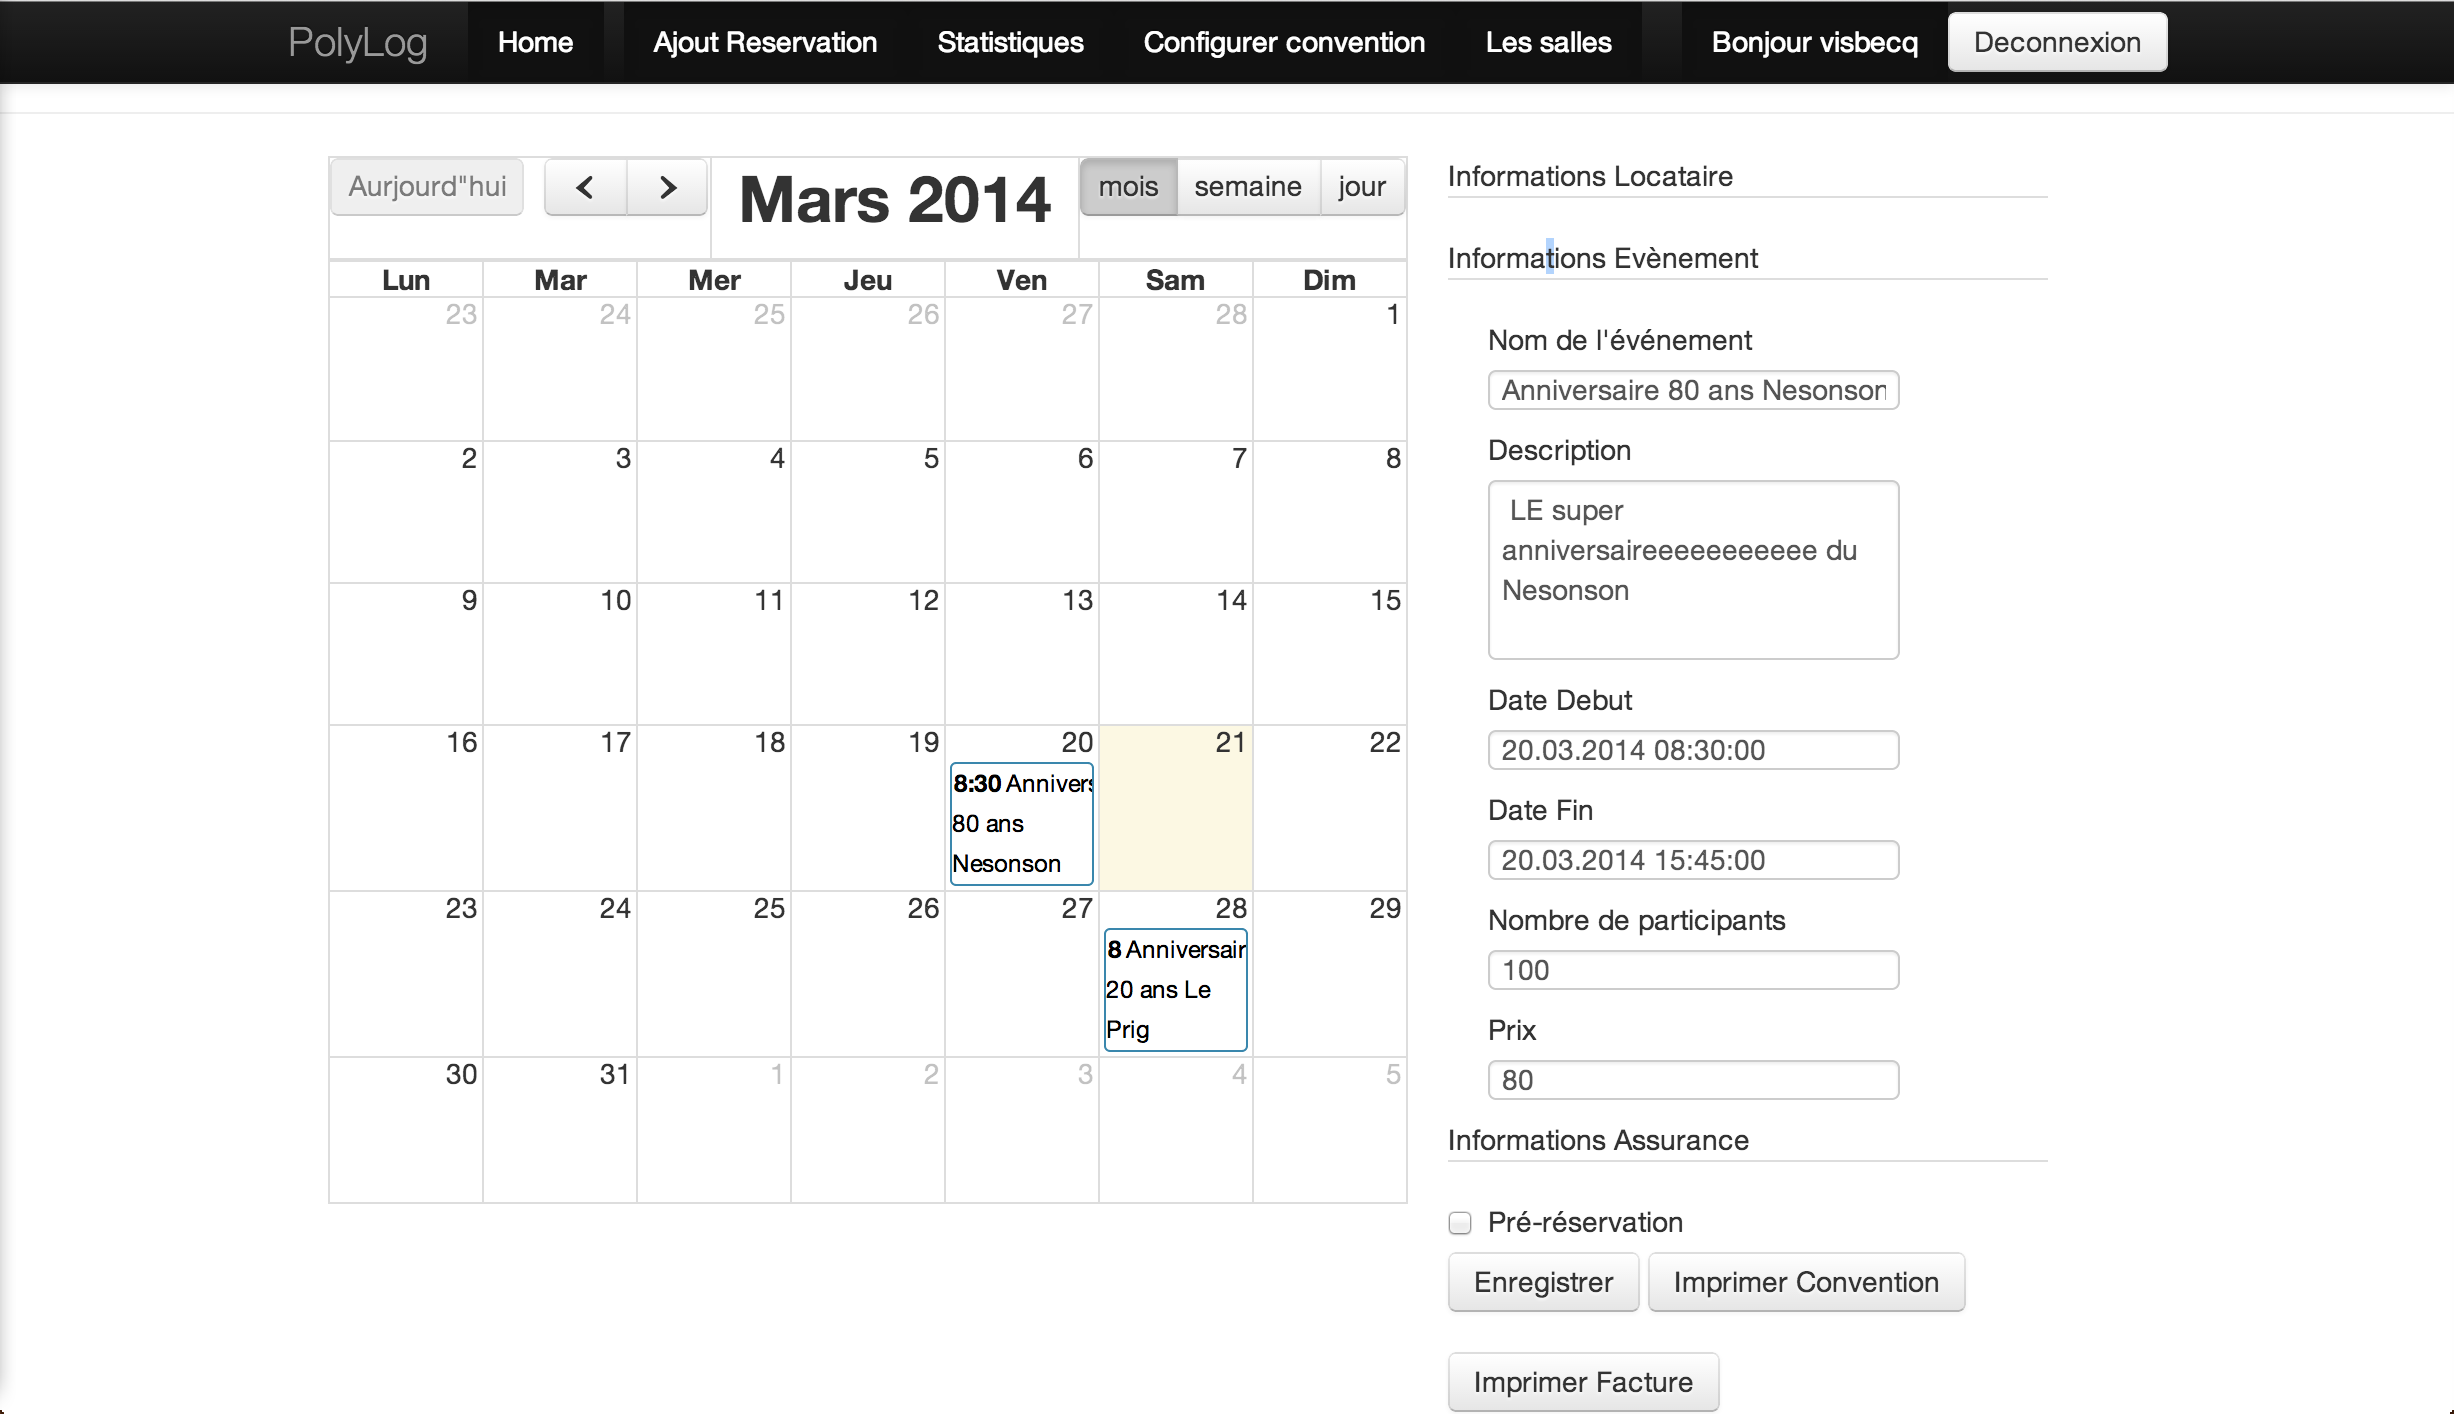 PolyLog Home Ajout Reservation Statistiques Configurer convention Les salles Bonjour visbecq Deconnexion
Aurjourd"hui < > Mars 2014 mois semaine jour
Lun Mar Mer Jeu Ven Sam Dim
23 24 25 26 27 28 1
2 3 4 5 6 7 8
9 10 11 12 13 14 15
16 17 18 19 20 21 22
8:30 Annivers
80 ans
Nesonson
23 24 25 26 27 28 29
8 Anniversair
20 ans Le
Prig
30 31 1 2 3 4 5
Informations Locataire
Informations Evènement
Nom de l'événement
Anniversaire 80 ans Nesonson
Description
LE super
anniversaireeeeeeeeeee du
Nesonson
Date Debut
20.03.2014 08:30:00
Date Fin
20.03.2014 15:45:00
Nombre de participants
100
Prix
80
Informations Assurance
Pré-réservation
Enregistrer Imprimer Convention
Imprimer Facture